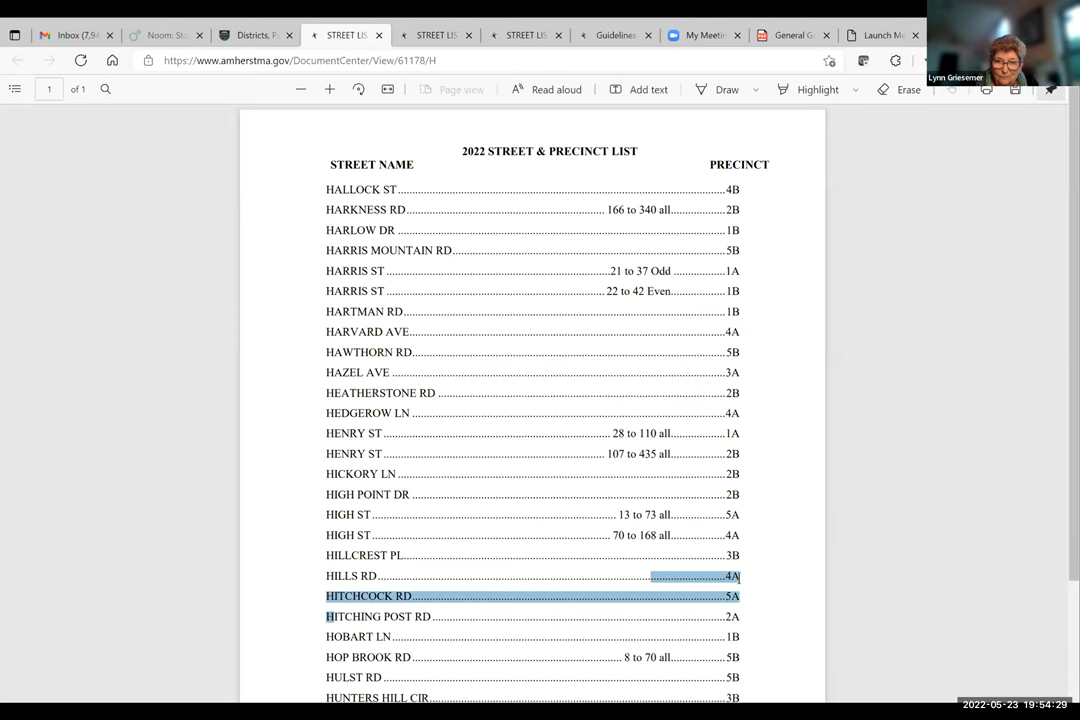 Inbox (7,94
Noom: Sto
Districts, P
STREET LIS
STREET LIS
STREET LIS
Guidelines
My Meeti
General Go
Launch Me
https://www.amherstma.gov/DocumentCenter/View/61178/H
Lynn Griesemer
1 of 1
Page view
Read aloud
Add text
Draw
Highlight
Erase
2022 STREET & PRECINCT LIST
STREET NAME PRECINCT
HALLOCK ST 4B
HARKNESS RD 166 to 340 all 2B
HARLOW DR 1B
HARRIS MOUNTAIN RD 5B
HARRIS ST 21 to 37 Odd 1A
HARRIS ST 22 to 42 Even 1B
HARTMAN RD 1B
HARVARD AVE 4A
HAWTHORN RD 5B
HAZEL AVE 3A
HEATHERSTONE RD 2B
HEDGEROW LN 4A
HENRY ST 28 to 110 all 1A
HENRY ST 107 to 435 all 2B
HICKORY LN 2B
HIGH POINT DR 2B
HIGH ST 13 to 73 all 5A
HIGH ST 70 to 168 all 4A
HILLCREST PL 3B
HILLS RD 4A
HITCHCOCK RD 5A
HITCHING POST RD 2A
HOBART LN 1B
HOP BROOK RD 8 to 70 all 5B
HULST RD 5B
HUNTERS HILL CIR 3B
2022-05-23 19:54:29